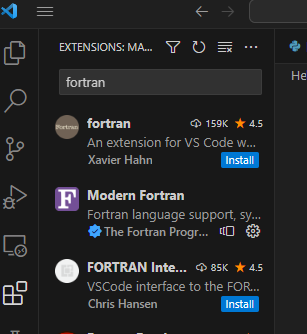 EXTENSIONS: MA...
fortran
fortran 159K 4.5
An extension for VS Code w...
Xavier Hahn Install
He
F Modern Fortran
Fortran language support, sy...
The Fortran Progr...
FORTRAN Inte... 85K 4.5
VSCode interface to the FOR...
Chris Hansen Install